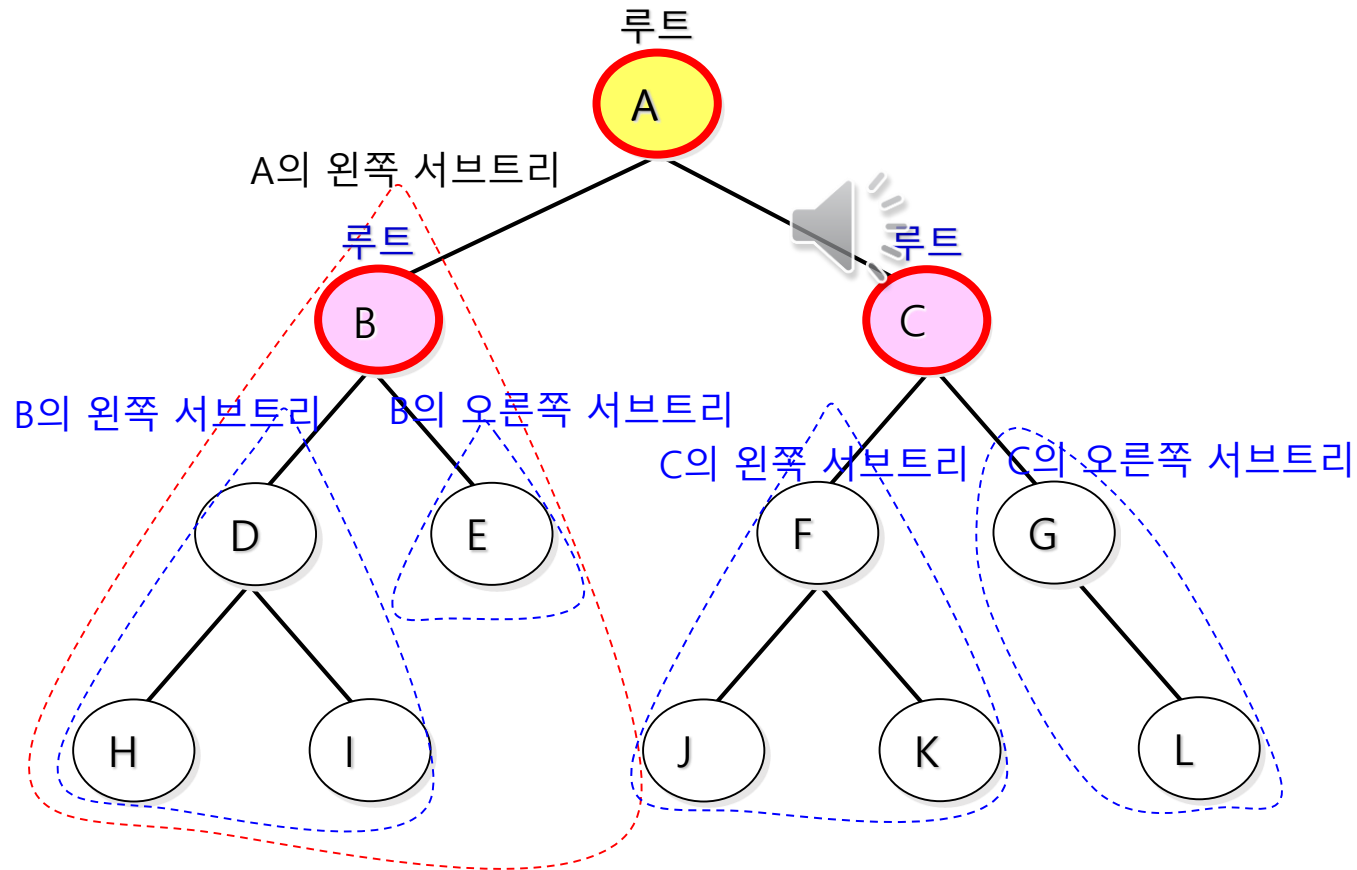 루트
A
A의 왼쪽 서브트리
루트
루트
B
C
B의 왼쪽 서브트리
B의 오른쪽 서브트리
C의 왼쪽 서브트리
C의 오른쪽 서브트리
D
E
F
G
H
I
J
K
L